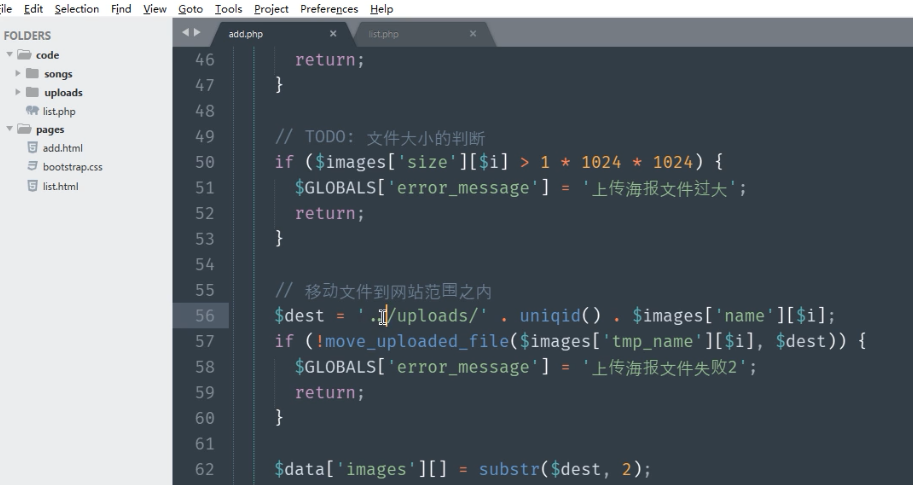 ile Edit Selection Find View Goto Tools Project Preferences Help
FOLDERS
code
songs
uploads
list.php
pages
add.html
bootstrap.css
list.html
add.php × list.php ×
46 return;
47 }
48
49 // TODO: 文件大小的判断
50 if ($images['size'][$i] > 1 * 1024 * 1024) {
51 $GLOBALS['error_message'] = '上传海报文件过大';
52 return;
53 }
54
55 // 移动文件到网站范围之内
56 $dest = '../uploads/' . uniqid() . $images['name'][$i];
57 if (!move_uploaded_file($images['tmp_name'][$i], $dest)) {
58 $GLOBALS['error_message'] = '上传海报文件失败2';
59 return;
60 }
61
62 $data['images'][] = substr($dest, 2);